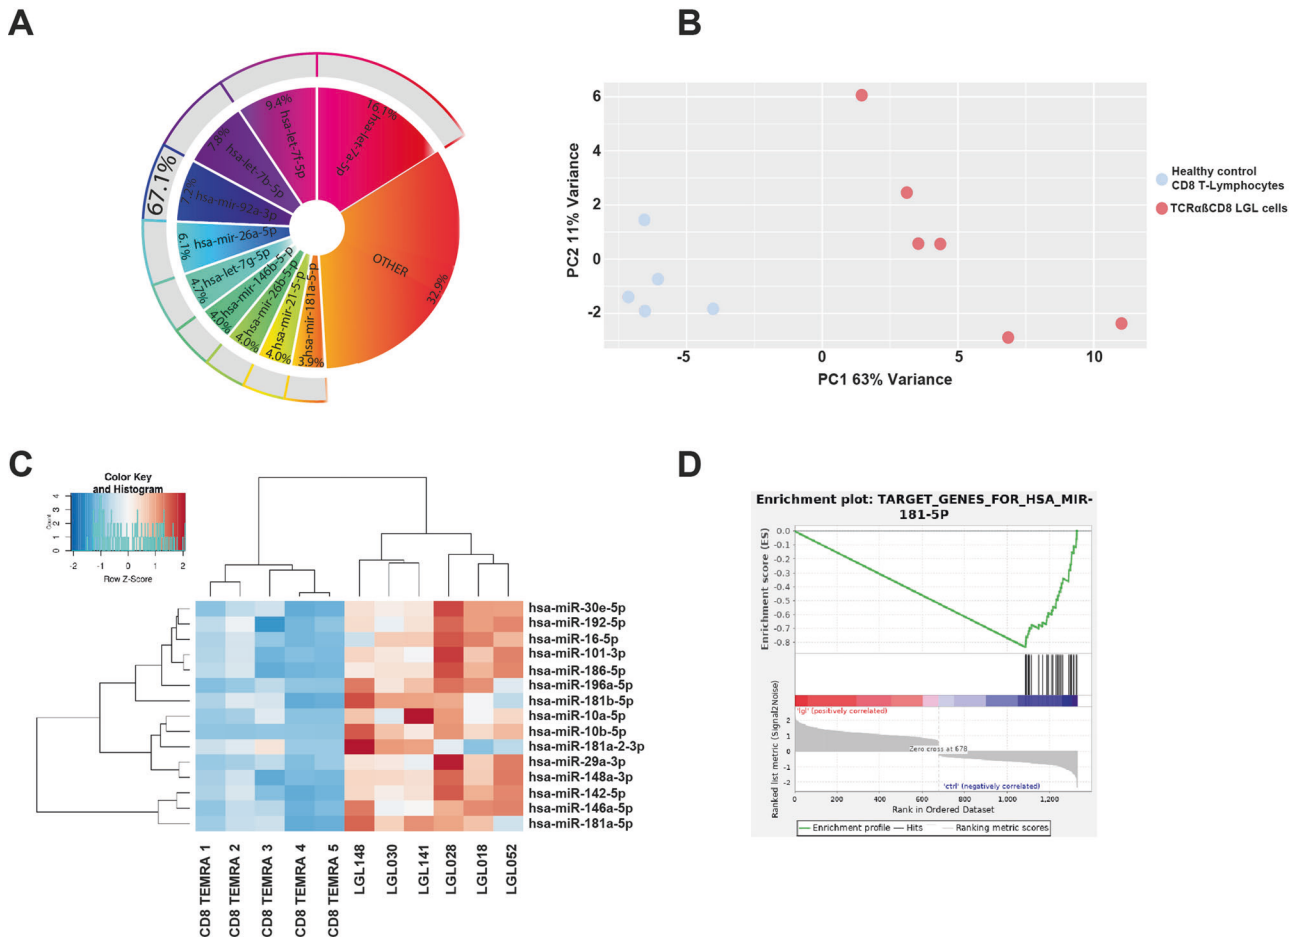 A
67.1%
16.1%
hsa-let-7a-5p
9.4%
hsa-let-7f-5p
7.8%
hsa-let-7b-5p
7.2%
hsa-mir-92a-3p
6.1%
hsa-mir-26a-5p
4.7%
hsa-let-7g-5p
4.0%
hsa-mir-146b-5-p
4.0%
hsa-mir-26b-5-p
4.0%
hsa-mir-21-5-p
3.9%
hsa-mir-181a-5-p
OTHER
32.9%
B
PC2 11% Variance
6
4
2
0
-2
-5
0
5
10
PC1 63% Variance
Healthy control
CD8 T-Lymphocytes
TCRαßCD8 LGL cells
C
Color Key
and Histogram
Count
0 1 2 3 4
-2 -1 0 1 2
Row Z-Score
hsa-miR-30e-5p
hsa-miR-192-5p
hsa-miR-16-5p
hsa-miR-101-3p
hsa-miR-186-5p
hsa-miR-196a-5p
hsa-miR-181b-5p
hsa-miR-10a-5p
hsa-miR-10b-5p
hsa-miR-181a-2-3p
hsa-miR-29a-3p
hsa-miR-148a-3p
hsa-miR-142-5p
hsa-miR-146a-5p
hsa-miR-181a-5p
CD8 TEMRA 1
CD8 TEMRA 2
CD8 TEMRA 3
CD8 TEMRA 4
CD8 TEMRA 5
LGL148
LGL030
LGL141
LGL028
LGL018
LGL052
D
Enrichment plot: TARGET_GENES_FOR_HSA_MIR-
181-5P
Enrichment score (ES)
0.0
-0.1
-0.2
-0.3
-0.4
-0.5
-0.6
-0.7
-0.8
'lgl' (positively correlated)
Ranked list metric (Signal2Noise)
2
1
0
-1
-2
Zero cross at 678
'ctrl' (negatively correlated)
0 200 400 600 800 1,000 1,200
Rank in Ordered Dataset
Enrichment profile Hits Ranking metric scores